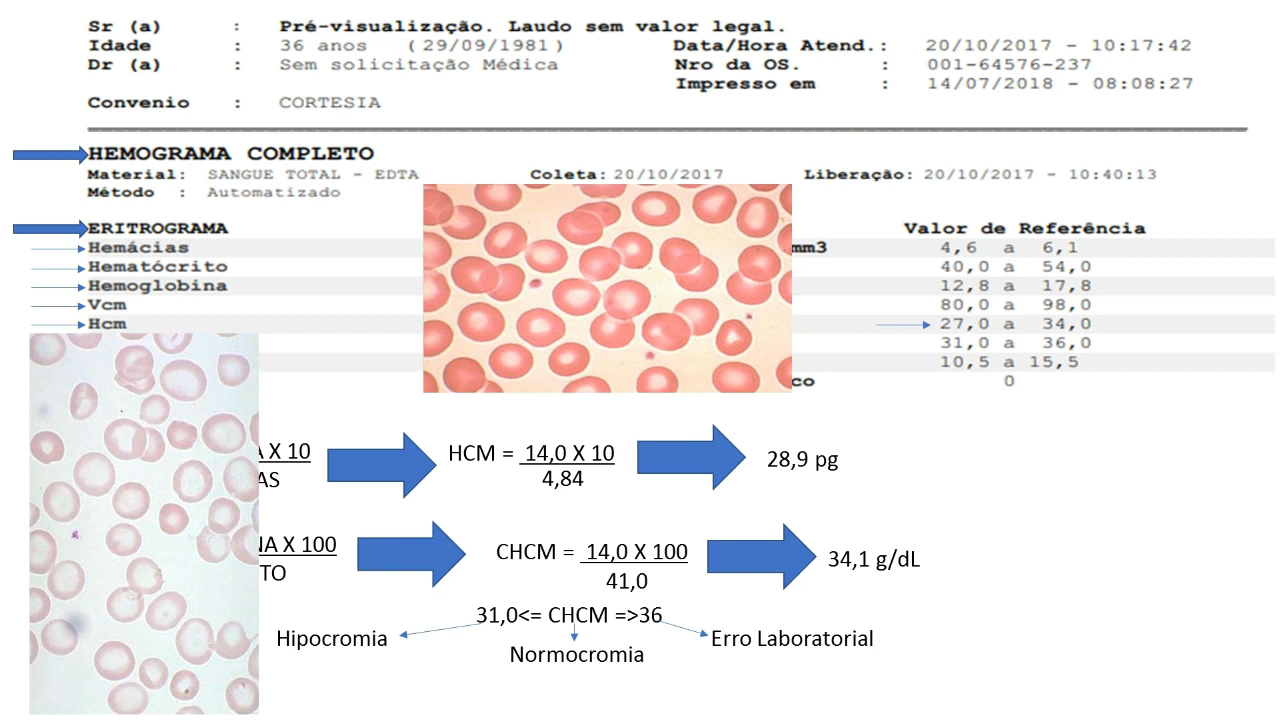 Sr (a) : Pré-visualização. Laudo sem valor legal.
Idade : 36 anos (29/09/1981) Data/Hora Atend.: 20/10/2017 - 10:17:42
Dr (a) : Sem solicitação Médica Nro da OS. : 001-64576-237
Impresso em : 14/07/2018 - 08:08:27
Convenio : CORTESIA
HEMOGRAMA COMPLETO
Material: SANGUE TOTAL - EDTA Coleta: 20/10/2017 Liberação: 20/10/2017 - 10:40:13
Método : Automatizado
ERITROGRAMA Valor de Referência
Hemácias mm3 4,6 a 6,1
Hematócrito 40,0 a 54,0
Hemoglobina 12,8 a 17,8
Vcm 80,0 a 98,0
Hcm 27,0 a 34,0
31,0 a 36,0
10,5 a 15,5
co 0
A X 10
AS
HCM = 14,0 X 10
4,84
28,9 pg
NA X 100
TO
CHCM = 14,0 X 100
41,0
34,1 g/dL
31,0<= CHCM =>36
Hipocromia Normocromia Erro Laboratorial